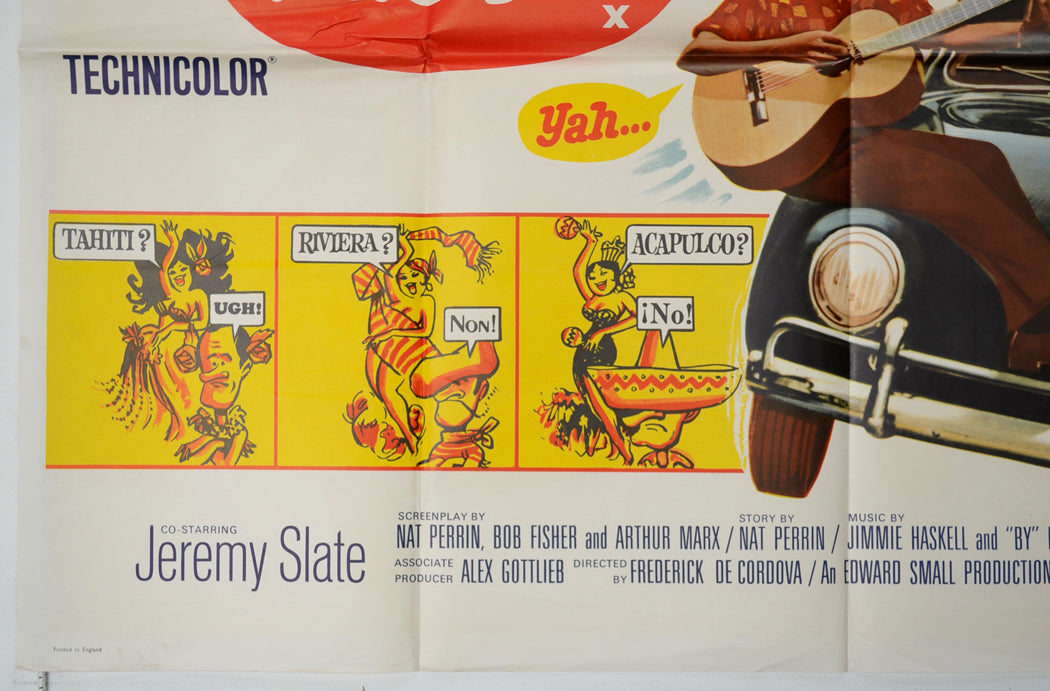 x
TECHNICOLOR®
Yah...
TAHITI?
UGH!
RIVIERA?
NON!
ACAPULCO?
¡No!
CO-STARRING
Jeremy Slate
SCREENPLAY BY
NAT PERRIN, BOB FISHER and ARTHUR MARX /
STORY BY
NAT PERRIN /
MUSIC BY
JIMMIE HASKELL and "BY"
ASSOCIATE
PRODUCER ALEX GOTTLIEB
DIRECTED
BY FREDERICK DE CORDOVA / An EDWARD SMALL PRODUCTION
Printed in England